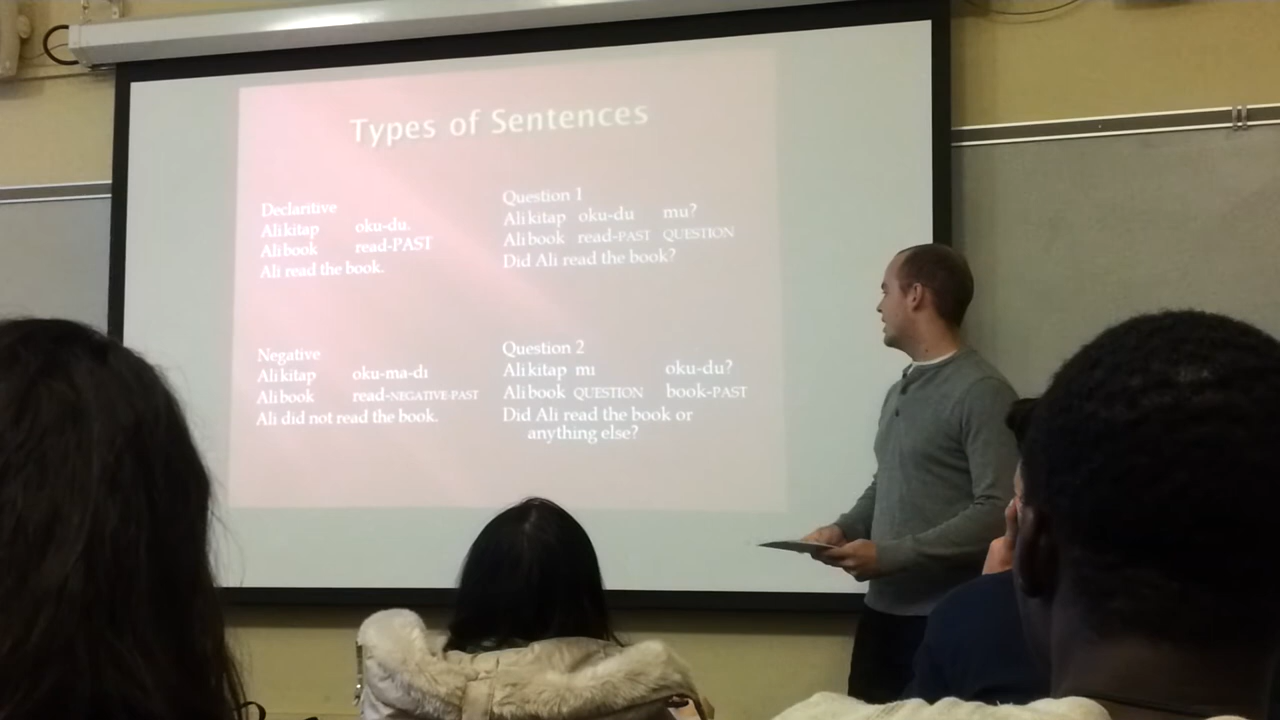 Types of Sentences
Declaritive
Ali kitap oku-du.
Ali book read-PAST
Ali read the book.
Question 1
Ali kitap oku-du mu?
Ali book read-PAST QUESTION
Did Ali read the book?
Negative
Ali kitap oku-ma-dı
Ali book read-NEGATIVE-PAST
Ali did not read the book.
Question 2
Ali kitap mı oku-du?
Ali book QUESTION book-PAST
Did Ali read the book or
anything else?